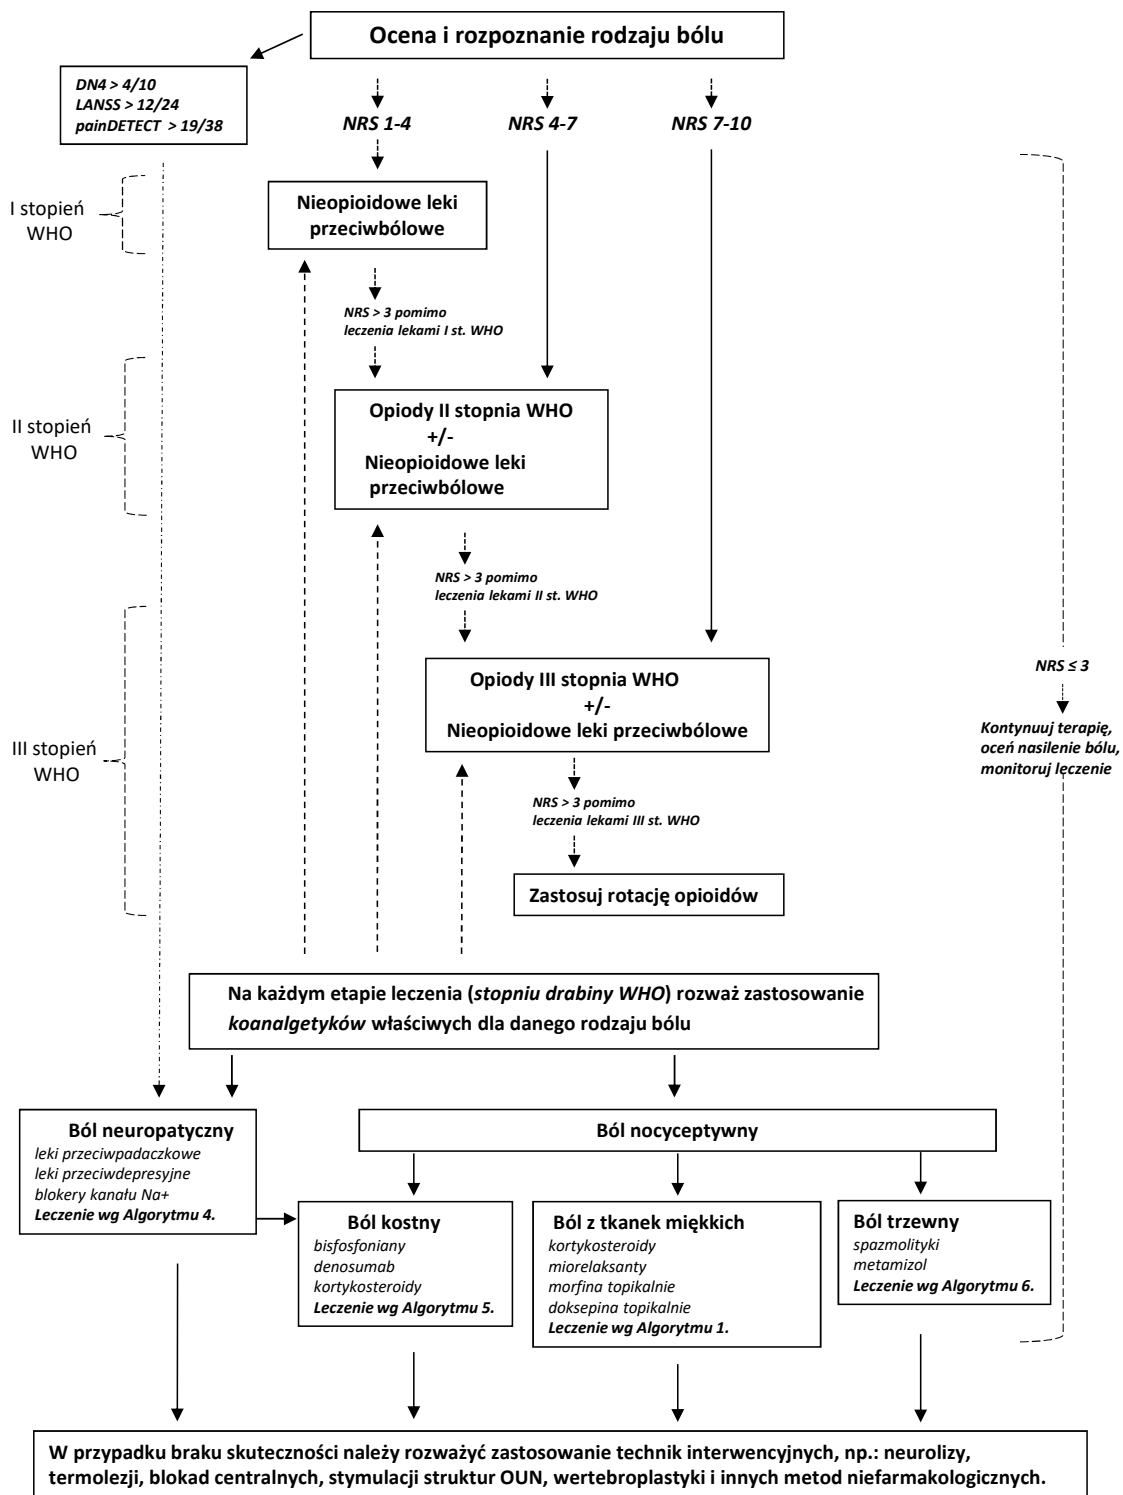 Ocena i rozpoznanie rodzaju bólu
DN4 > 4/10
LANSS > 12/24
painDETECT > 19/38
NRS 1-4
NRS 4-7
NRS 7-10
I stopień
WHO
Nieopioidowe leki
przeciwbólowe
NRS > 3 pomimo
leczenia lekami I st. WHO
II stopień
WHO
Opiody II stopnia WHO
+/-
Nieopioidowe leki
przeciwbólowe
NRS > 3 pomimo
leczenia lekami II st. WHO
III stopień
WHO
Opiody III stopnia WHO
+/-
Nieopioidowe leki przeciwbólowe
NRS ≤ 3
Kontynuuj terapię,
oceń nasilenie bólu,
monitoruj leczenie
NRS > 3 pomimo
leczenia lekami III st. WHO
Zastosuj rotację opioidów
Na każdym etapie leczenia (stopniu drabiny WHO) rozważ zastosowanie
koanalgetyków właściwych dla danego rodzaju bólu
Ból neuropatyczny
leki przeciwpadaczkowe
leki przeciwdepresyjne
blokery kanału Na+
Leczenie wg Algorytmu 4.
Ból nocyceptywny
Ból kostny
bisfosfoniany
denosumab
kortykosteroidy
Leczenie wg Algorytmu 5.
Ból z tkanek miękkich
kortykosteroidy
miorelaksanty
morfina topikalnie
doksepina topikalnie
Leczenie wg Algorytmu 1.
Ból trzewny
spazmolityki
metamizol
Leczenie wg Algorytmu 6.
W przypadku braku skuteczności należy rozważyć zastosowanie technik interwencyjnych, np.: neurolizy,
termolezji, blokad centralnych, stymulacji struktur OUN, wertebroplastyki i innych metod niefarmakologicznych.